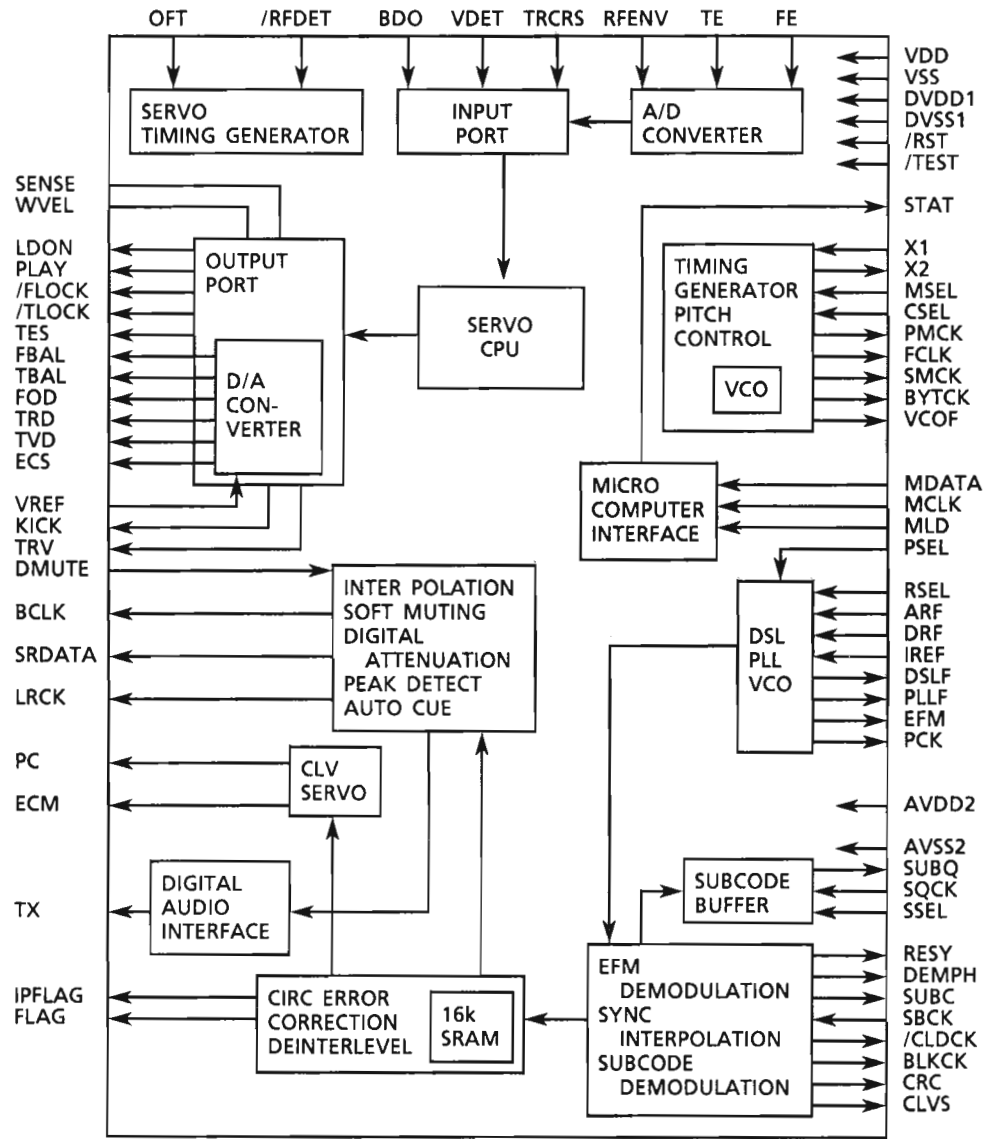 OFT /RFDET BDO VDET TRCRS RFENV TE FE
SERVO
TIMING GENERATOR
INPUT
PORT
A/D
CONVERTER
VDD
VSS
DVDD1
DVSS1
/RST
/TEST
STAT
SENSE
WVEL
LDON
PLAY
/FLOCK
/TLOCK
TES
FBAL
TBAL
FOD
TRD
TVD
ECS
VREF
KICK
TRV
DMUTE
BCLK
SRDATA
LRCK
PC
ECM
TX
IPFLAG
FLAG
OUTPUT
PORT
D/A
CON-
VERTER
SERVO
CPU
TIMING
GENERATOR
PITCH
CONTROL
VCO
X1
X2
MSEL
CSEL
PMCK
FCLK
SMCK
BYTCK
VCOF
MICRO
COMPUTER
INTERFACE
MDATA
MCLK
MLD
PSEL
INTER POLATION
SOFT MUTING
DIGITAL
ATTENUATION
PEAK DETECT
AUTO CUE
DSL
PLL
VCO
RSEL
ARF
DRF
IREF
DSLF
PLLF
EFM
PCK
CLV
SERVO
AVDD2
AVSS2
DIGITAL
AUDIO
INTERFACE
SUBCODE
BUFFER
SUBQ
SQCK
SSEL
CIRC ERROR
CORRECTION
DEINTERLEVEL
16k
SRAM
EFM
DEMODULATION
SYNC
INTERPOLATION
SUBCODE
DEMODULATION
RESY
DEMPH
SUBC
SBCK
/CLDCK
BLKCK
CRC
CLVS